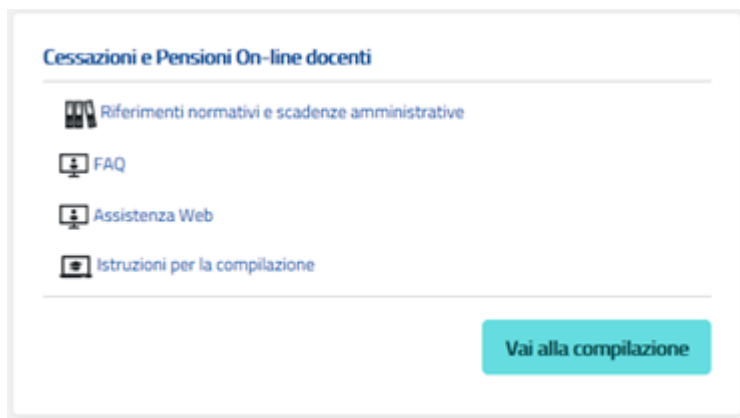 Cessazioni e Pensioni On-line docenti
Riferimenti normativi e scadenze amministrative
FAQ
Assistenza Web
Istruzioni per la compilazione
Vai alla compilazione